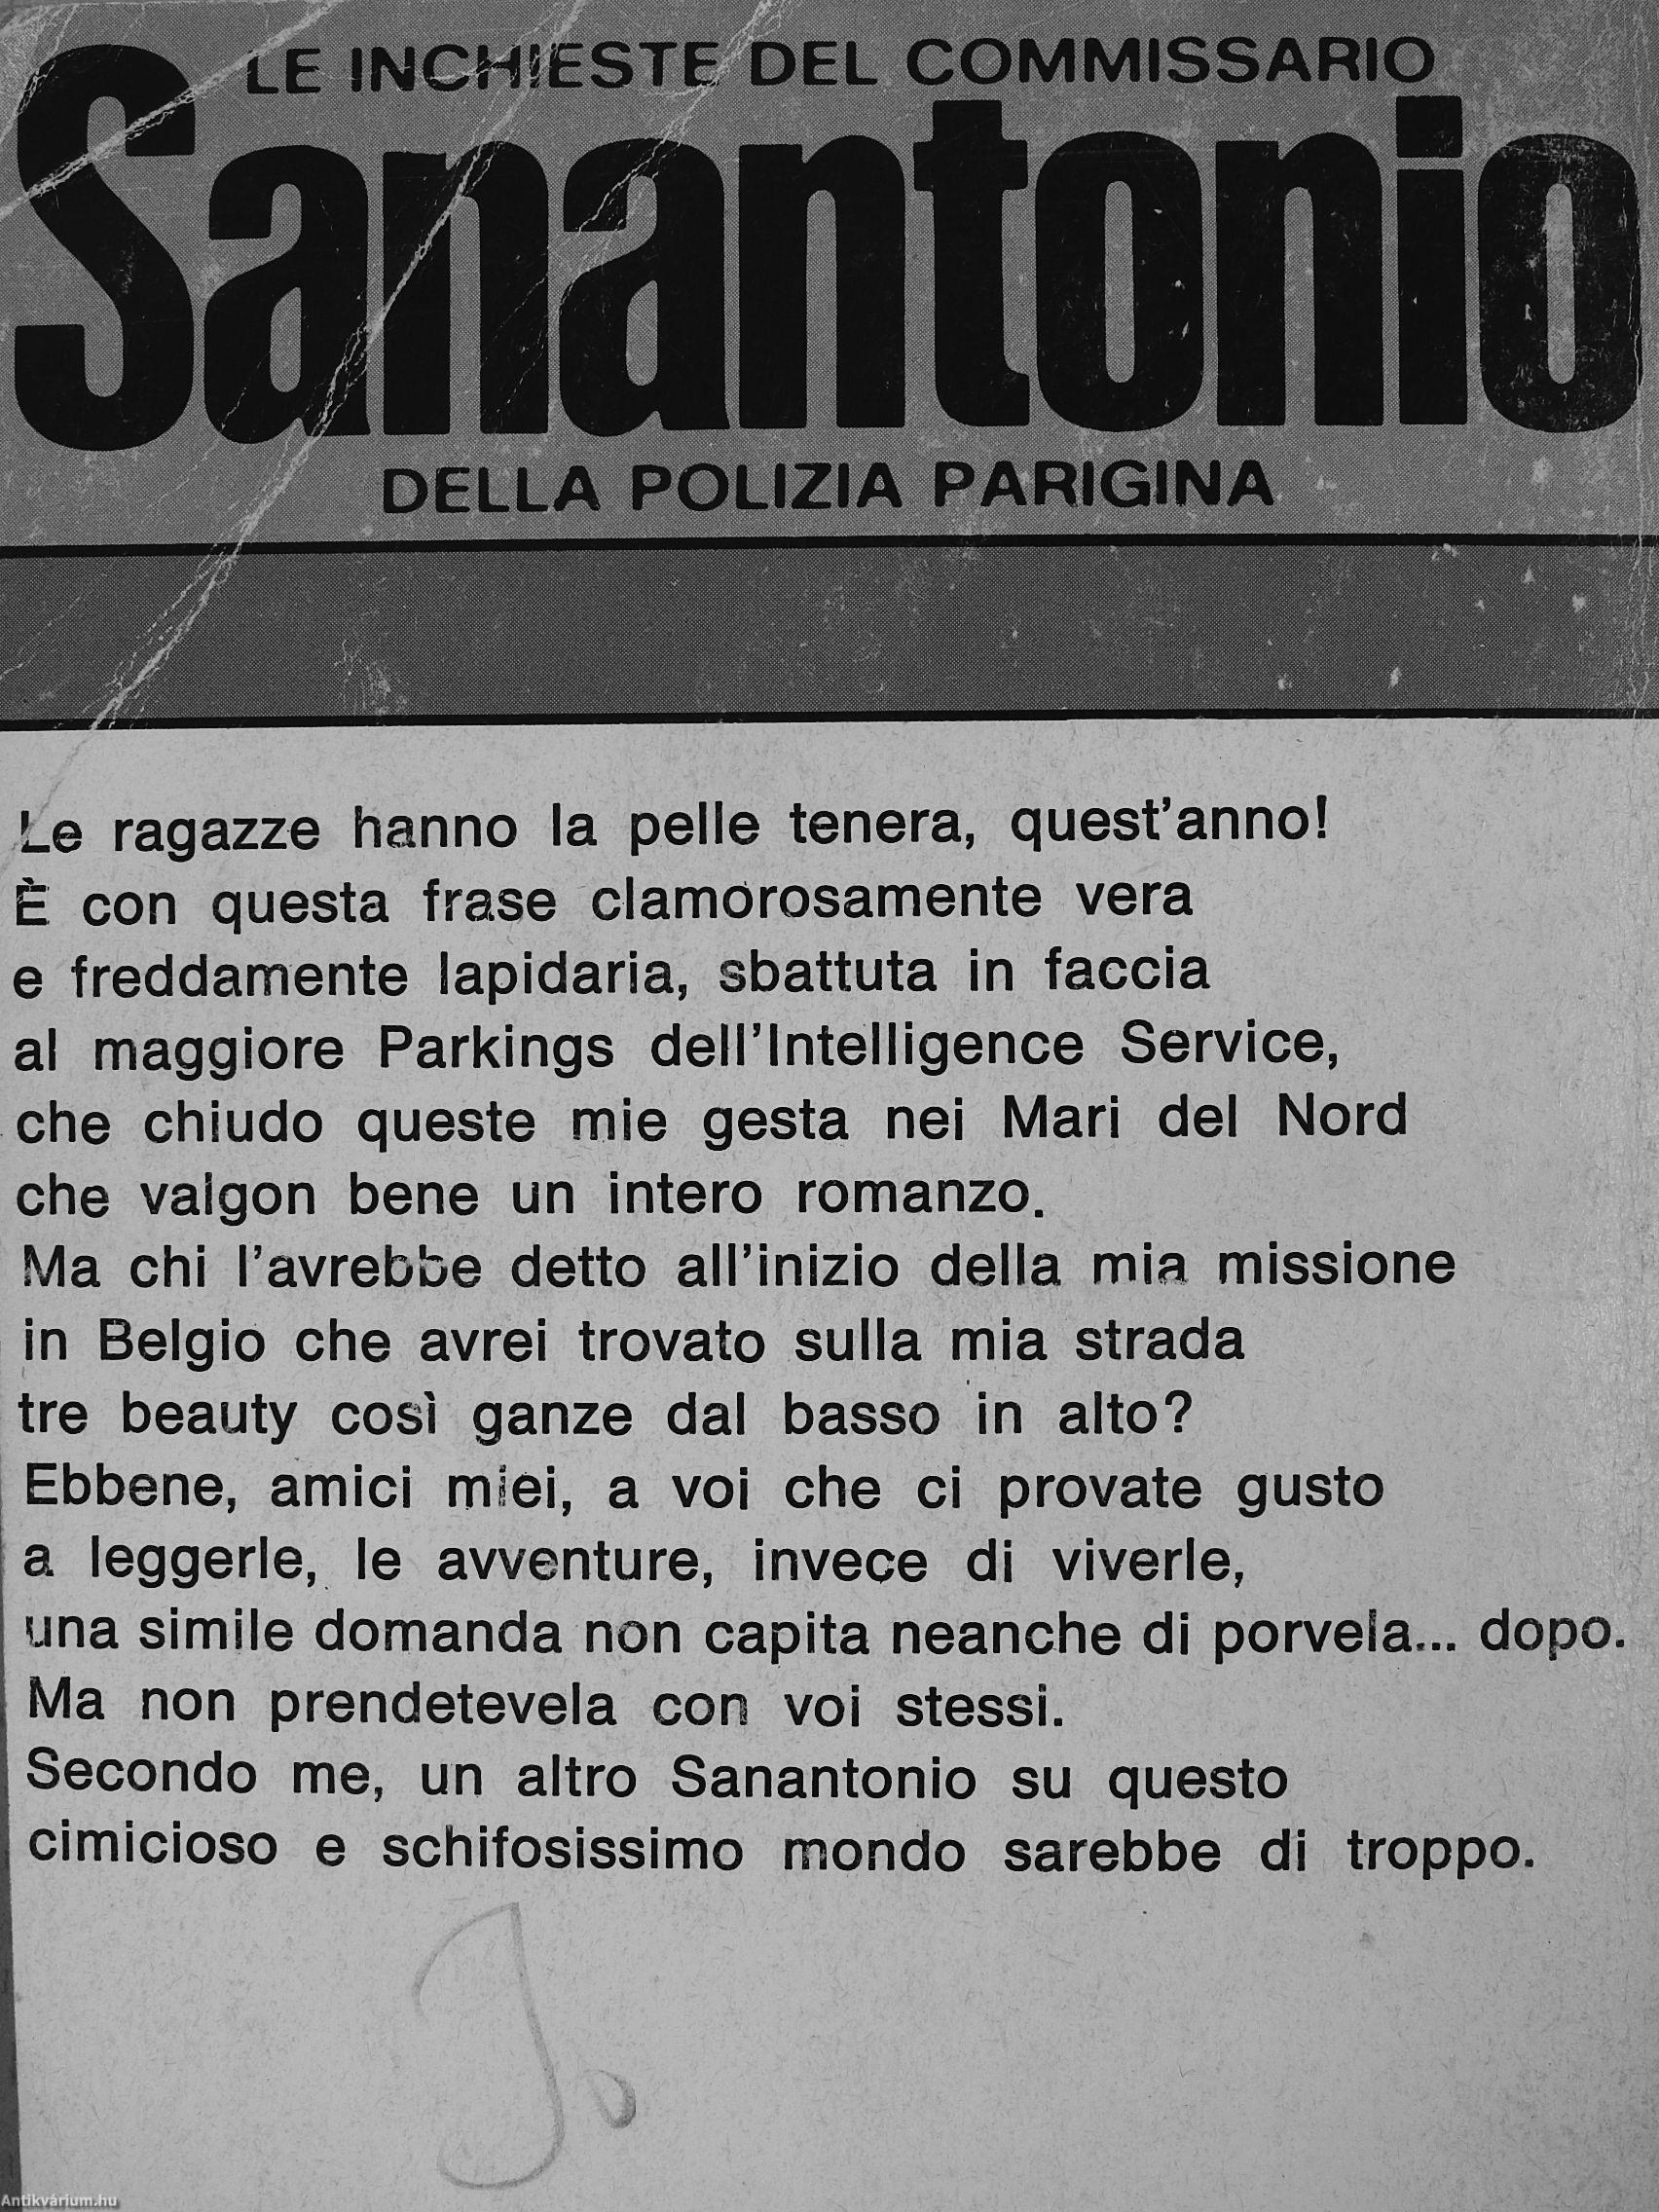 LE INCHIESTE DEL COMMISSARIO
Sanantonio
DELLA POLIZIA PARIGINA
Le ragazze hanno la pelle tenera, quest'anno!
È con questa frase clamorosamente vera
e freddamente lapidaria, sbattuta in faccia
al maggiore Parkings dell'Intelligence Service,
che chiudo queste mie gesta nei Mari del Nord
che valgon bene un intero romanzo.
Ma chi l'avrebbe detto all'inizio della mia missione
in Belgio che avrei trovato sulla mia strada
tre beauty così ganze dal basso in alto?
Ebbene, amici miei, a voi che ci provate gusto
a leggerle, le avventure, invece di viverle,
una simile domanda non capita neanche di porvela... dopo.
Ma non prendetevela con voi stessi.
Secondo me, un altro Sanantonio su questo
cimicioso e schifosissimo mondo sarebbe di troppo.
Antikvárium.hu